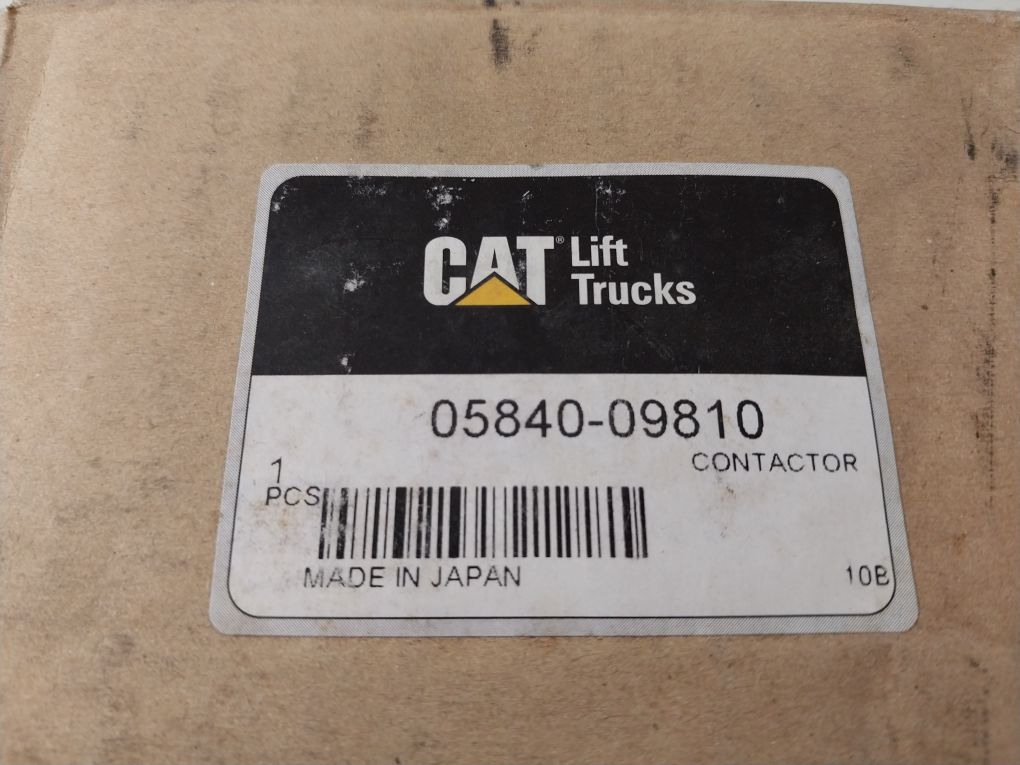 CAT® Lift
Trucks
05840-09810
CONTACTOR
1
PCS
MADE IN JAPAN
10B